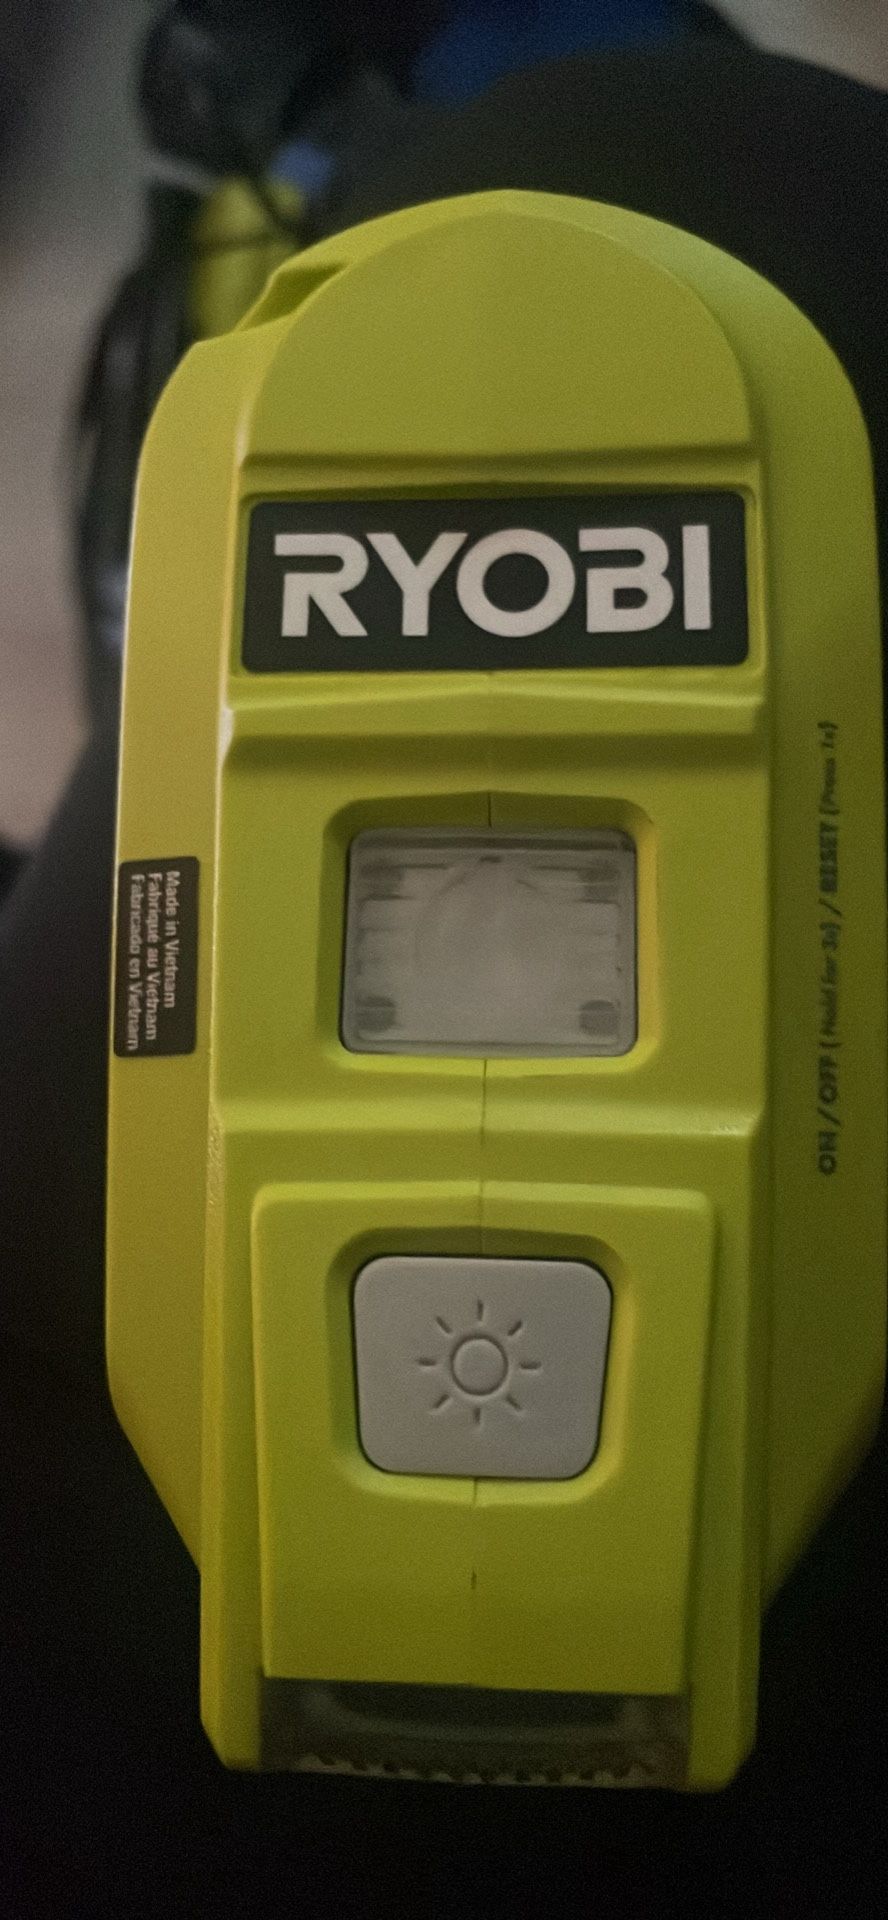 RYOBI
Made in Vietnam
Fabriqué au Vietnam
Fabricado en Vietnam
ON / OFF ( Hold for 3s) / RESET (Press 1x)